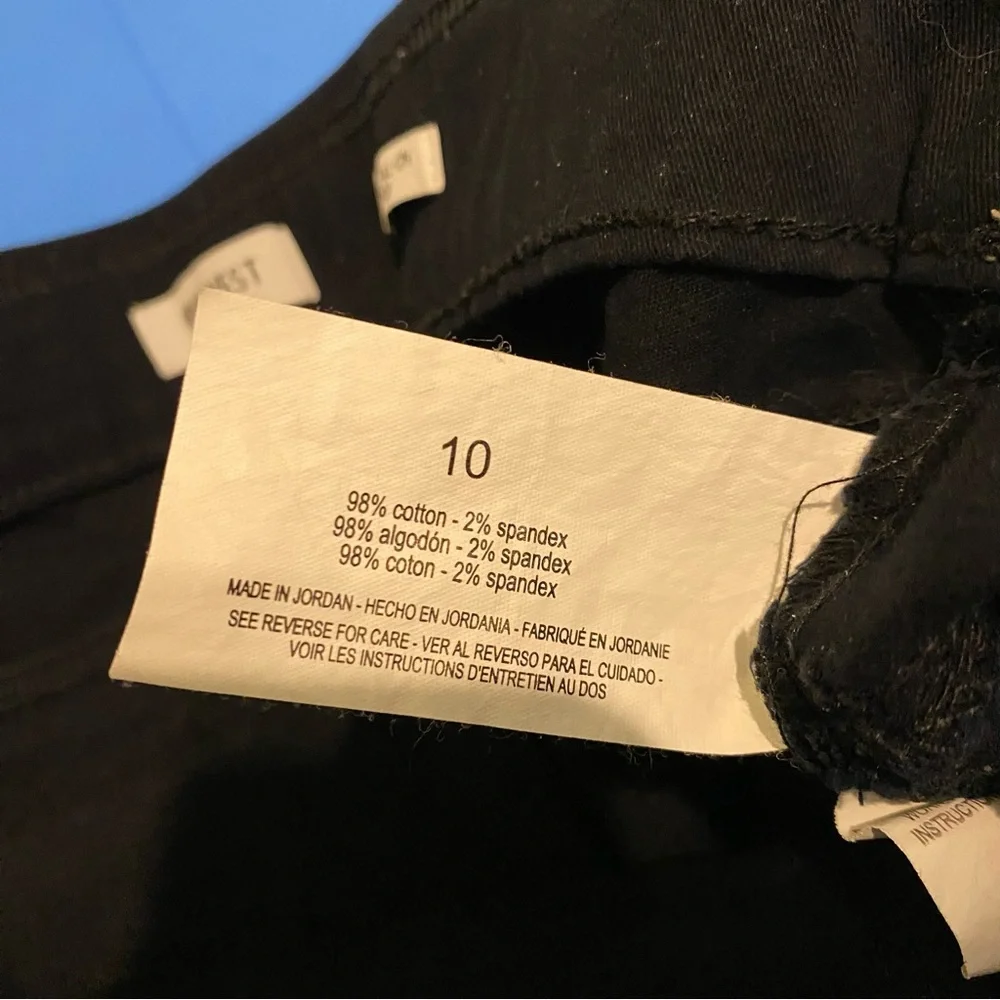 10
98% cotton - 2% spandex
98% algodón - 2% spandex
98% coton - 2% spandex
MADE IN JORDAN - HECHO EN JORDANIA - FABRIQUÉ EN JORDANIE
SEE REVERSE FOR CARE - VER AL REVERSO PARA EL CUIDADO -
VOIR LES INSTRUCTIONS D'ENTRETIEN AU DOS